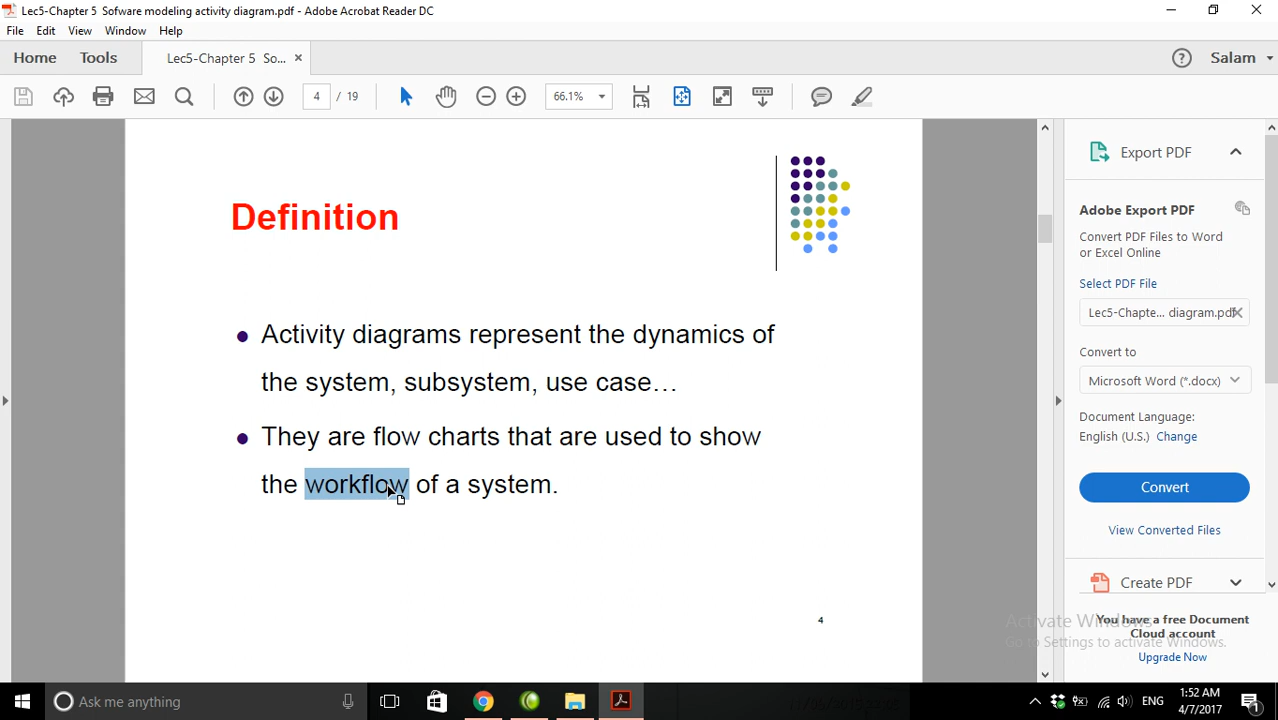 Lec5-Chapter 5 Sofware modeling activity diagram.pdf - Adobe Acrobat Reader DC
File Edit View Window Help
Home Tools Lec5-Chapter 5 So... × ? Salam
4 / 19 66.1%
Definition
Activity diagrams represent the dynamics of
the system, subsystem, use case…
They are flow charts that are used to show
the workflow of a system.
4
Export PDF
Adobe Export PDF
Convert PDF Files to Word
or Excel Online
Select PDF File
Lec5-Chapte... diagram.pdf
Convert to
Microsoft Word (*.docx)
Document Language:
English (U.S.) Change
Convert
View Converted Files
Create PDF
You have a free Document
Cloud account
Upgrade Now
Activate Windows
Go to Settings to activate Windows.
Ask me anything
ENG
1:52 AM
4/7/2017
1